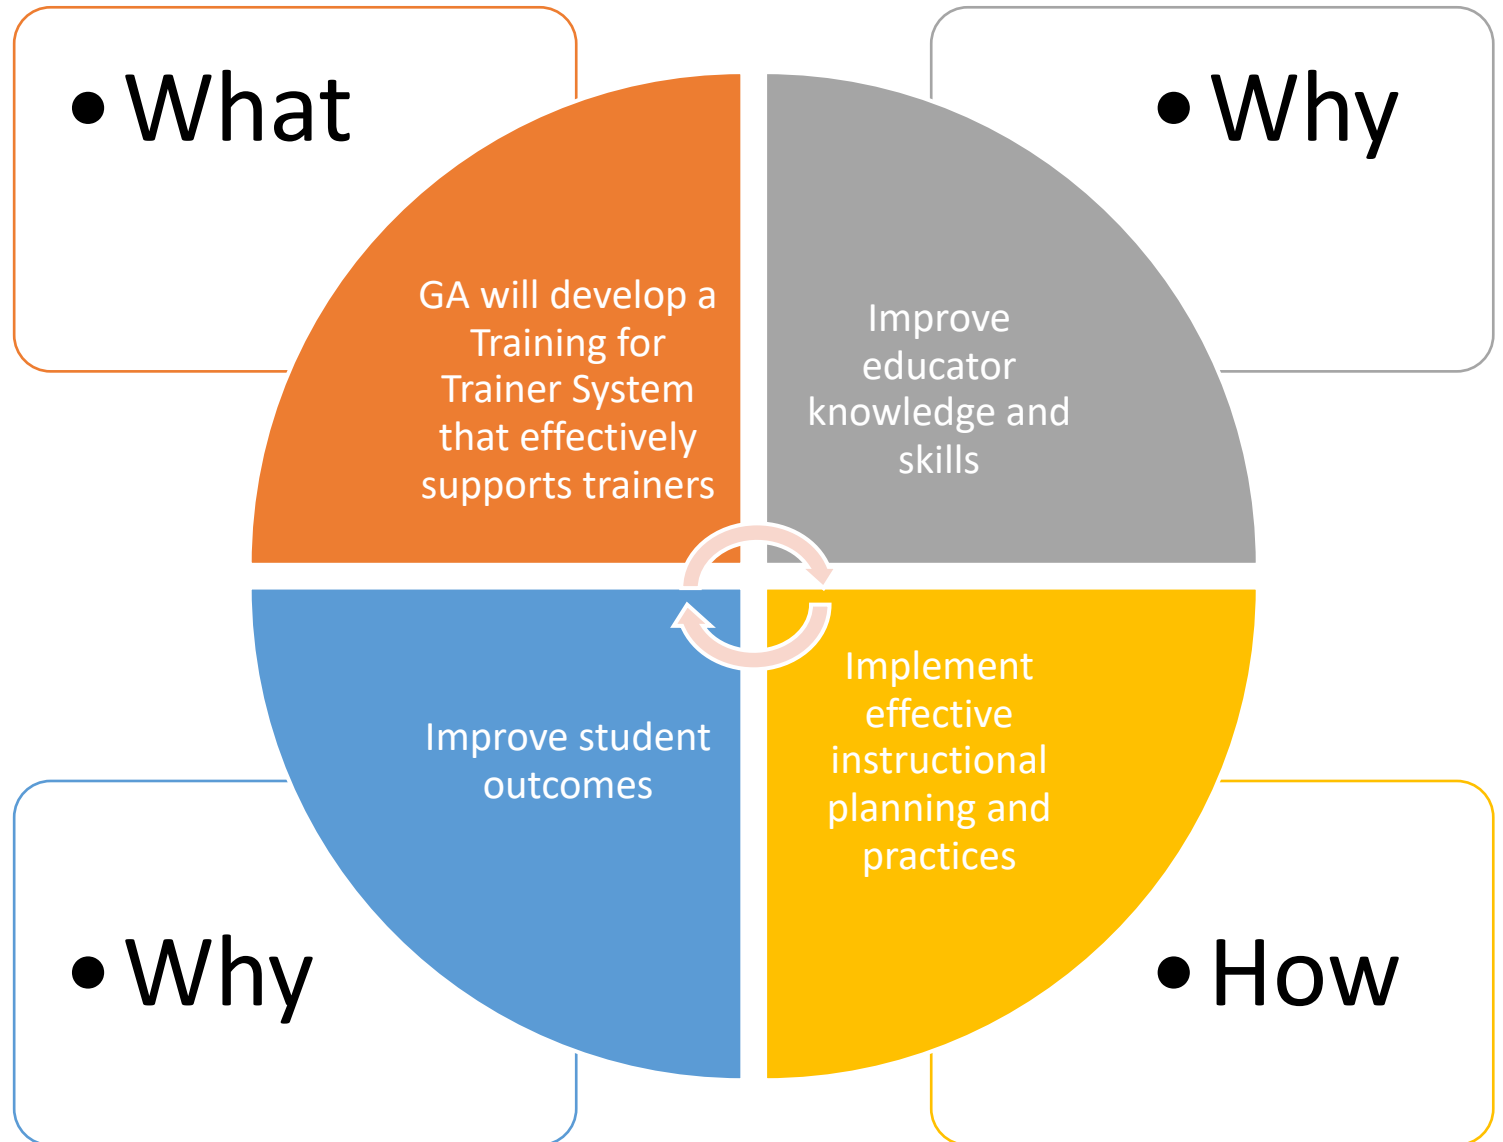 • What
GA will develop a
Training for
Trainer System
that effectively
supports trainers
• Why
Improve
educator
knowledge and
skills
• Why
Improve student
outcomes
• How
Implement
effective
instructional
planning and
practices